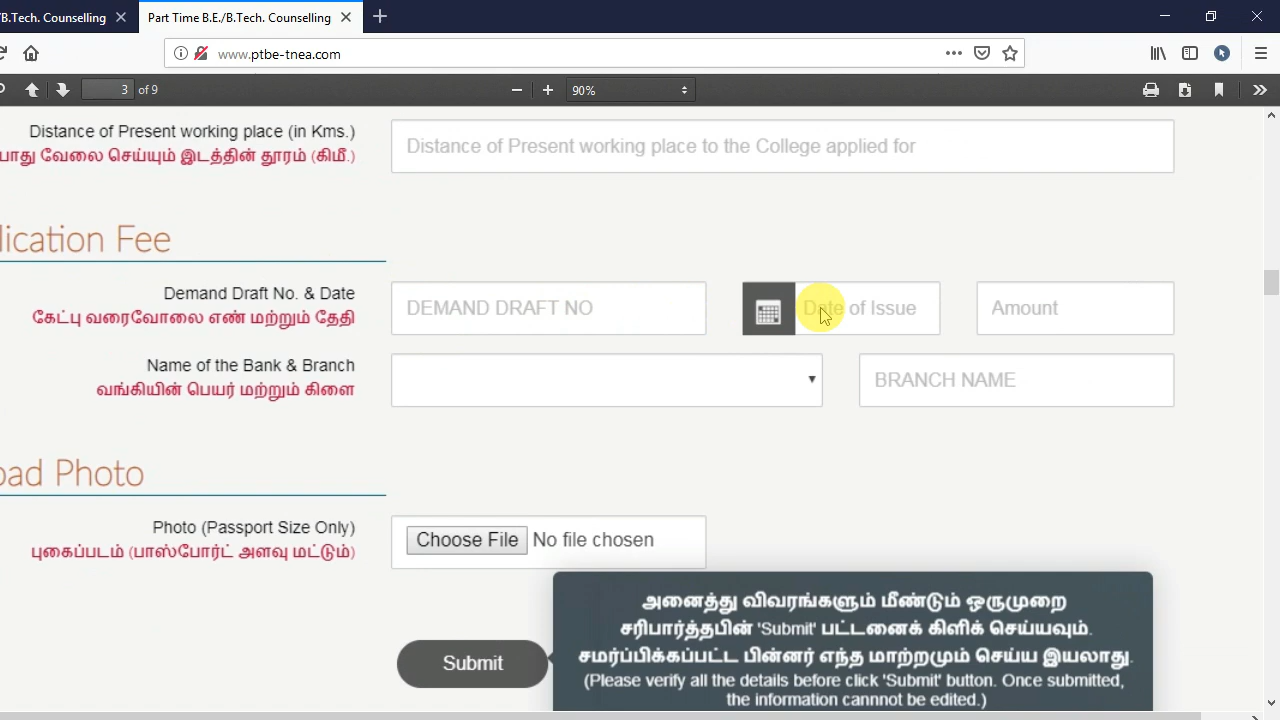 /B.Tech. Counselling
Part Time B.E./B.Tech. Counselling
www.ptbe-tnea.com
3 of 9
90%
Distance of Present working place (in Kms.)
Distance of Present working place to the College applied for
வேலை செய்யும் இடத்தின் தூரம் (கிமீ.)
lication Fee
Demand Draft No. & Date
DEMAND DRAFT NO
Date of Issue
Amount
கேட்பு வரைவோலை எண் மற்றும் தேதி
Name of the Bank & Branch
BRANCH NAME
வங்கியின் பெயர் மற்றும் கிளை
oad Photo
Photo (Passport Size Only)
Choose File No file chosen
புகைப்படம் (பாஸ்போர்ட் அளவு மட்டும்)
அனைத்து விவரங்களும் மீண்டும் ஒருமுறை
சரிபார்த்தபின் 'Submit' பட்டனைக் கிளிக் செய்யவும்.
சமர்ப்பிக்கப்பட்ட பின்னர் எந்த மாற்றமும் செய்ய இயலாது.
Submit
(Please verify all the details before click 'Submit' button. Once submitted,
the information cannnot be edited.)